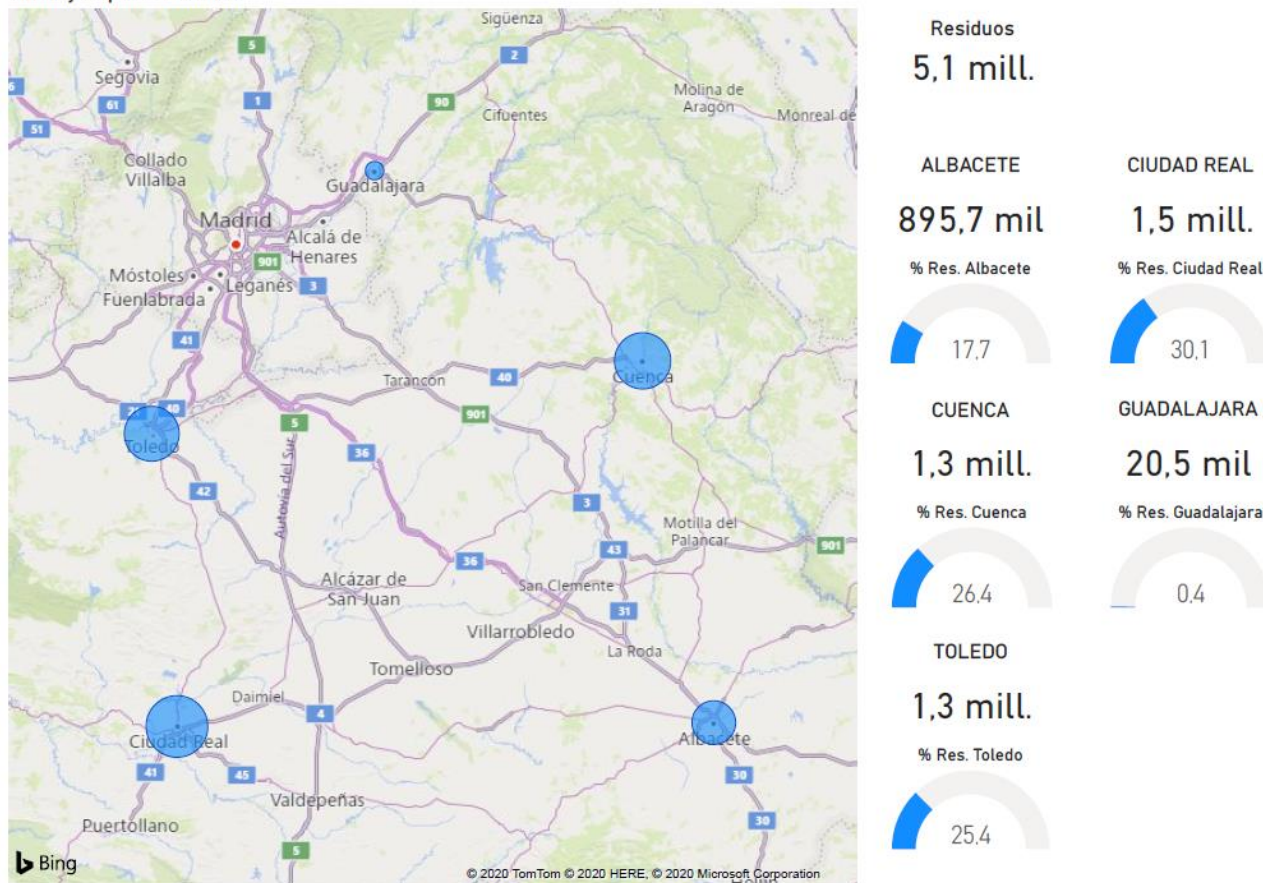 Sigüenza
5
2
Segovia
61
1
90
Molina de
Aragón
Cifuentes
Monreal de
51
Collado
Villalba
Guadalajara
Madrid
Alcalá de
Henares
901
Móstoles
Leganés
3
Fuenlabrada
41
Tarancón
40
Cuenca
901
40
Toledo
5
36
42
Autovía del Sur
3
Motilla del
Palancar
901
43
36
Alcázar de
San Juan
San Clemente
31
Villarrobledo
La Roda
Tomelloso
Daimiel
4
Ciudad Real
Albacete
41
45
30
Valdepeñas
Puertollano
30
5
Bing
© 2020 TomTom © 2020 HERE, © 2020 Microsoft Corporation
Residuos
5,1 mill.
ALBACETE
895,7 mil
% Res. Albacete
17,7
CIUDAD REAL
1,5 mill.
% Res. Ciudad Real
30,1
CUENCA
1,3 mill.
% Res. Cuenca
26,4
GUADALAJARA
20,5 mil
% Res. Guadalajara
0,4
TOLEDO
1,3 mill.
% Res. Toledo
25,4